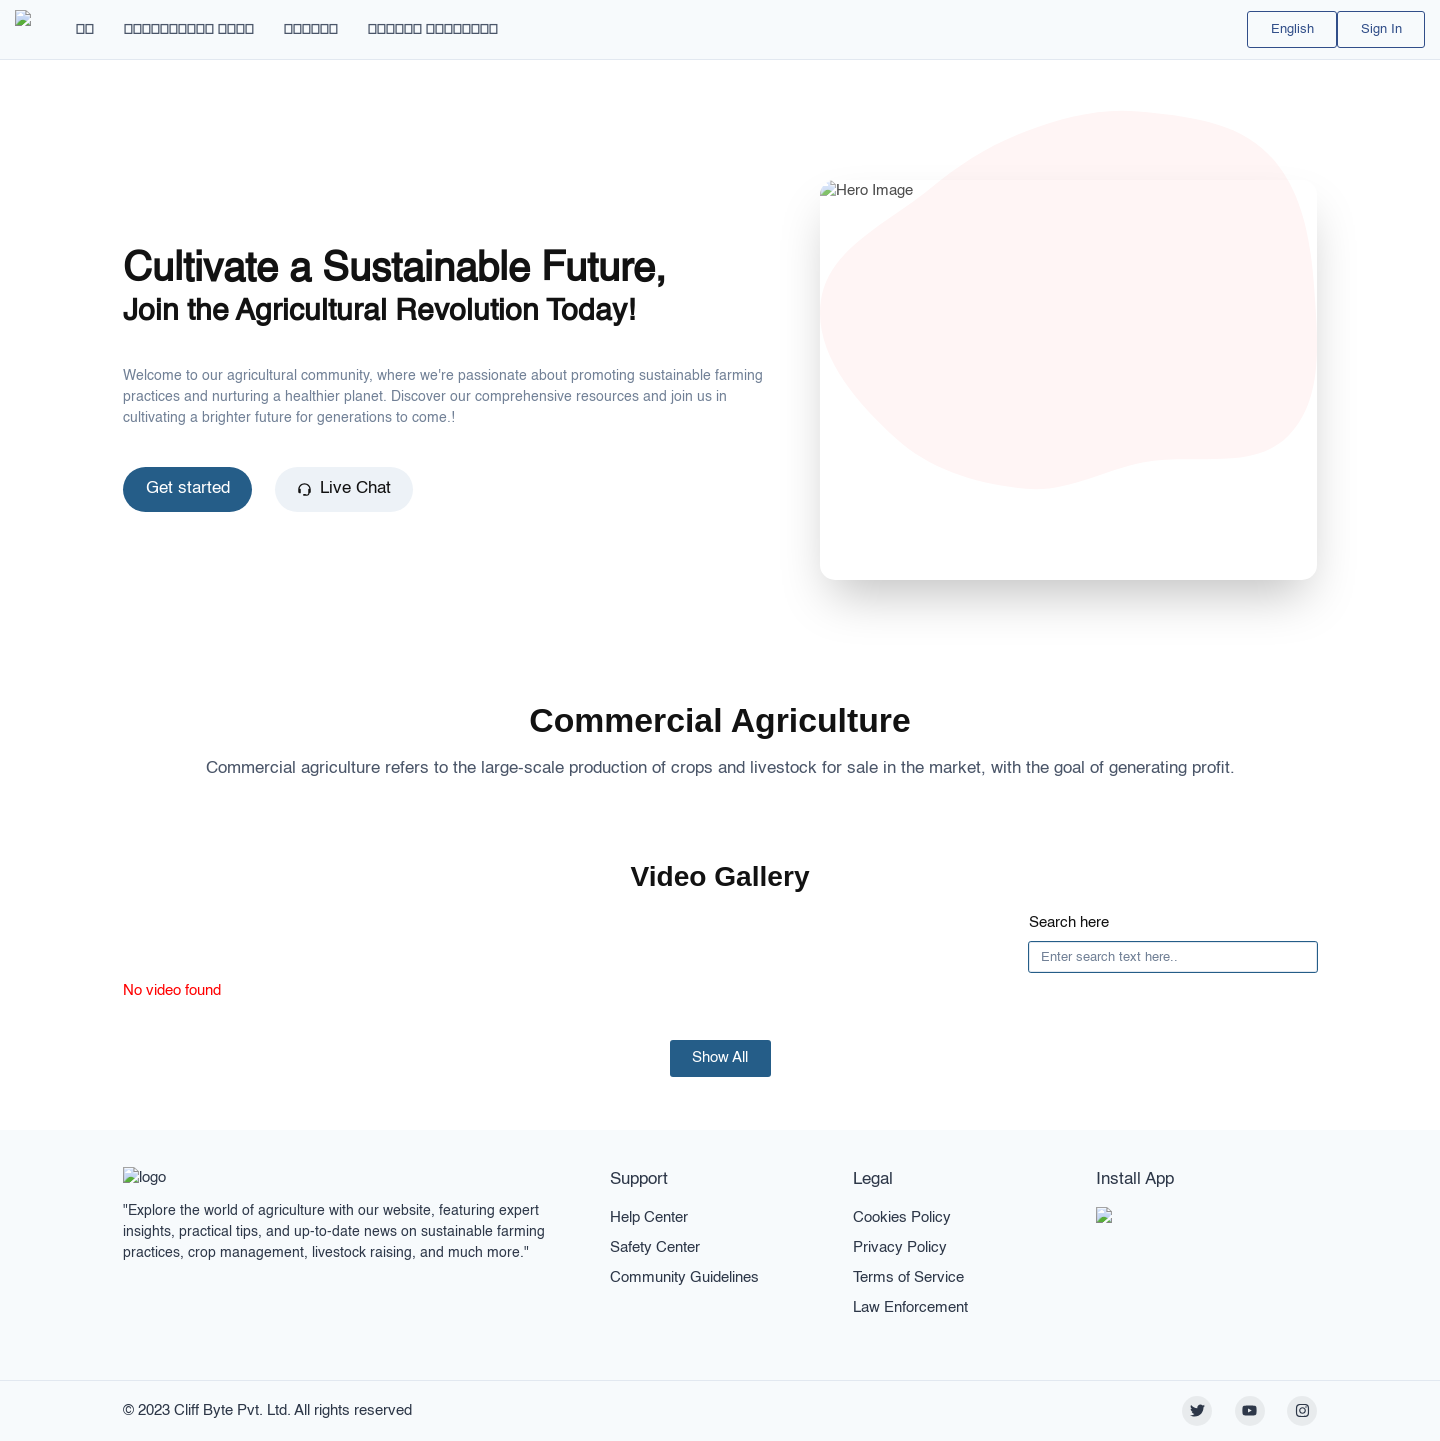 English
Sign In
Hero Image
Cultivate a Sustainable Future,
Join the Agricultural Revolution Today!
Welcome to our agricultural community, where we're passionate about promoting sustainable farming
practices and nurturing a healthier planet. Discover our comprehensive resources and join us in
cultivating a brighter future for generations to come.!
Get started
Live Chat
Commercial Agriculture
Commercial agriculture refers to the large-scale production of crops and livestock for sale in the market, with the goal of generating profit.
Video Gallery
Search here
Enter search text here..
No video found
Show All
logo
"Explore the world of agriculture with our website, featuring expert
insights, practical tips, and up-to-date news on sustainable farming
practices, crop management, livestock raising, and much more."
Support
Help Center
Safety Center
Community Guidelines
Legal
Cookies Policy
Privacy Policy
Terms of Service
Law Enforcement
Install App
© 2023 Cliff Byte Pvt. Ltd. All rights reserved